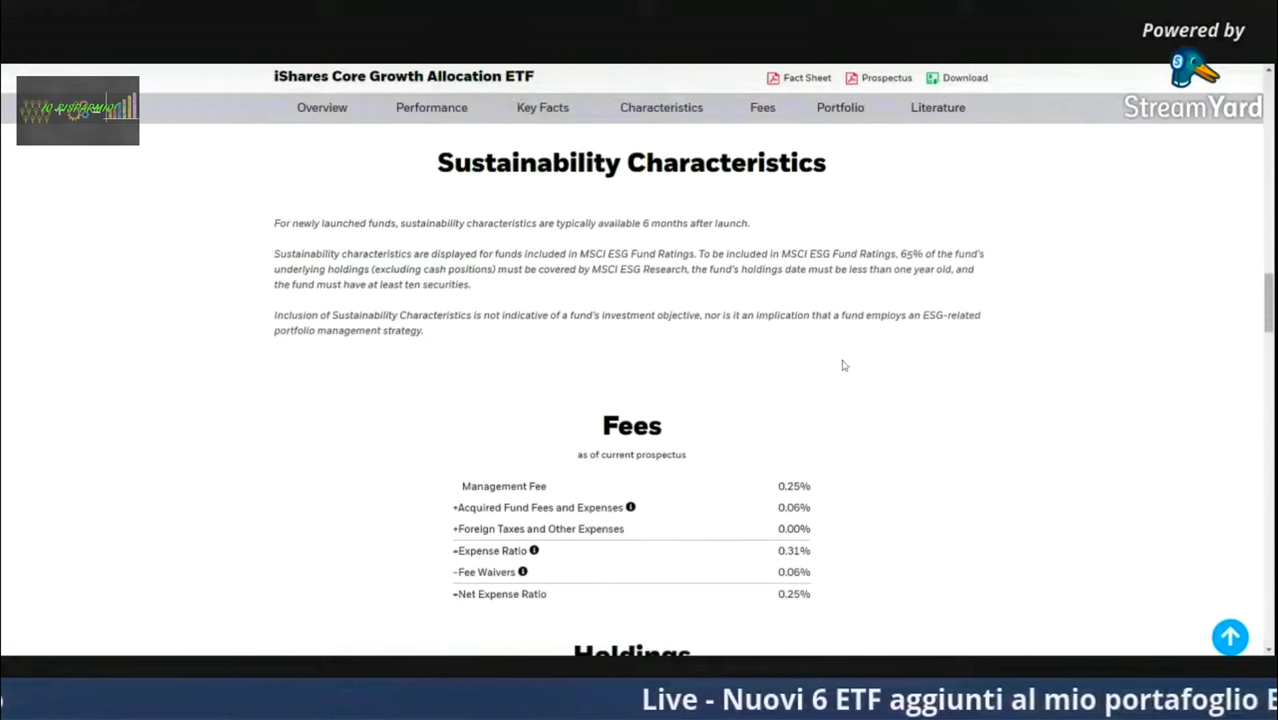 Powered by
StreamYard
IO RISPARMIO
iShares Core Growth Allocation ETF
Fact Sheet
Prospectus
Download
Overview
Performance
Key Facts
Characteristics
Fees
Portfolio
Literature
Sustainability Characteristics
For newly launched funds, sustainability characteristics are typically available 6 months after launch.
Sustainability characteristics are displayed for funds included in MSCI ESG Fund Ratings. To be included in MSCI ESG Fund Ratings, 65% of the fund's
underlying holdings (excluding cash positions) must be covered by MSCI ESG Research, the fund's holdings date must be less than one year old, and
the fund must have at least ten securities.
Inclusion of Sustainability Characteristics is not indicative of a fund's investment objective, nor is it an implication that a fund employs an ESG-related
portfolio management strategy.
Fees
as of current prospectus
Management Fee 0.25%
+Acquired Fund Fees and Expenses 0.06%
+Foreign Taxes and Other Expenses 0.00%
=Expense Ratio 0.31%
-Fee Waivers 0.06%
=Net Expense Ratio 0.25%
Holdings
Live - Nuovi 6 ETF aggiunti al mio portafoglio